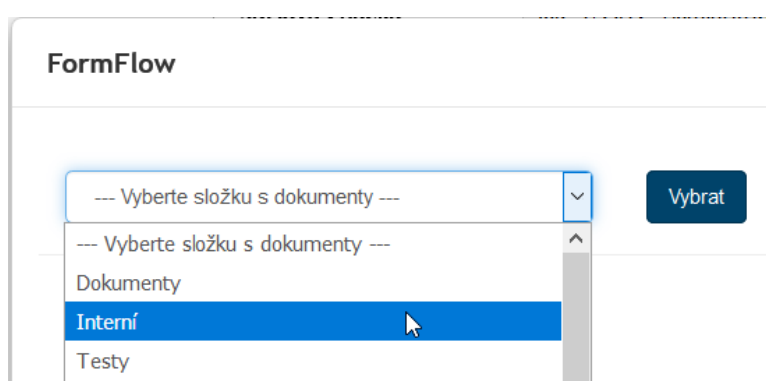 FormFlow
--- Vyberte složku s dokumenty ---
Vybrat
--- Vyberte složku s dokumenty ---
Dokumenty
Interní
Testy